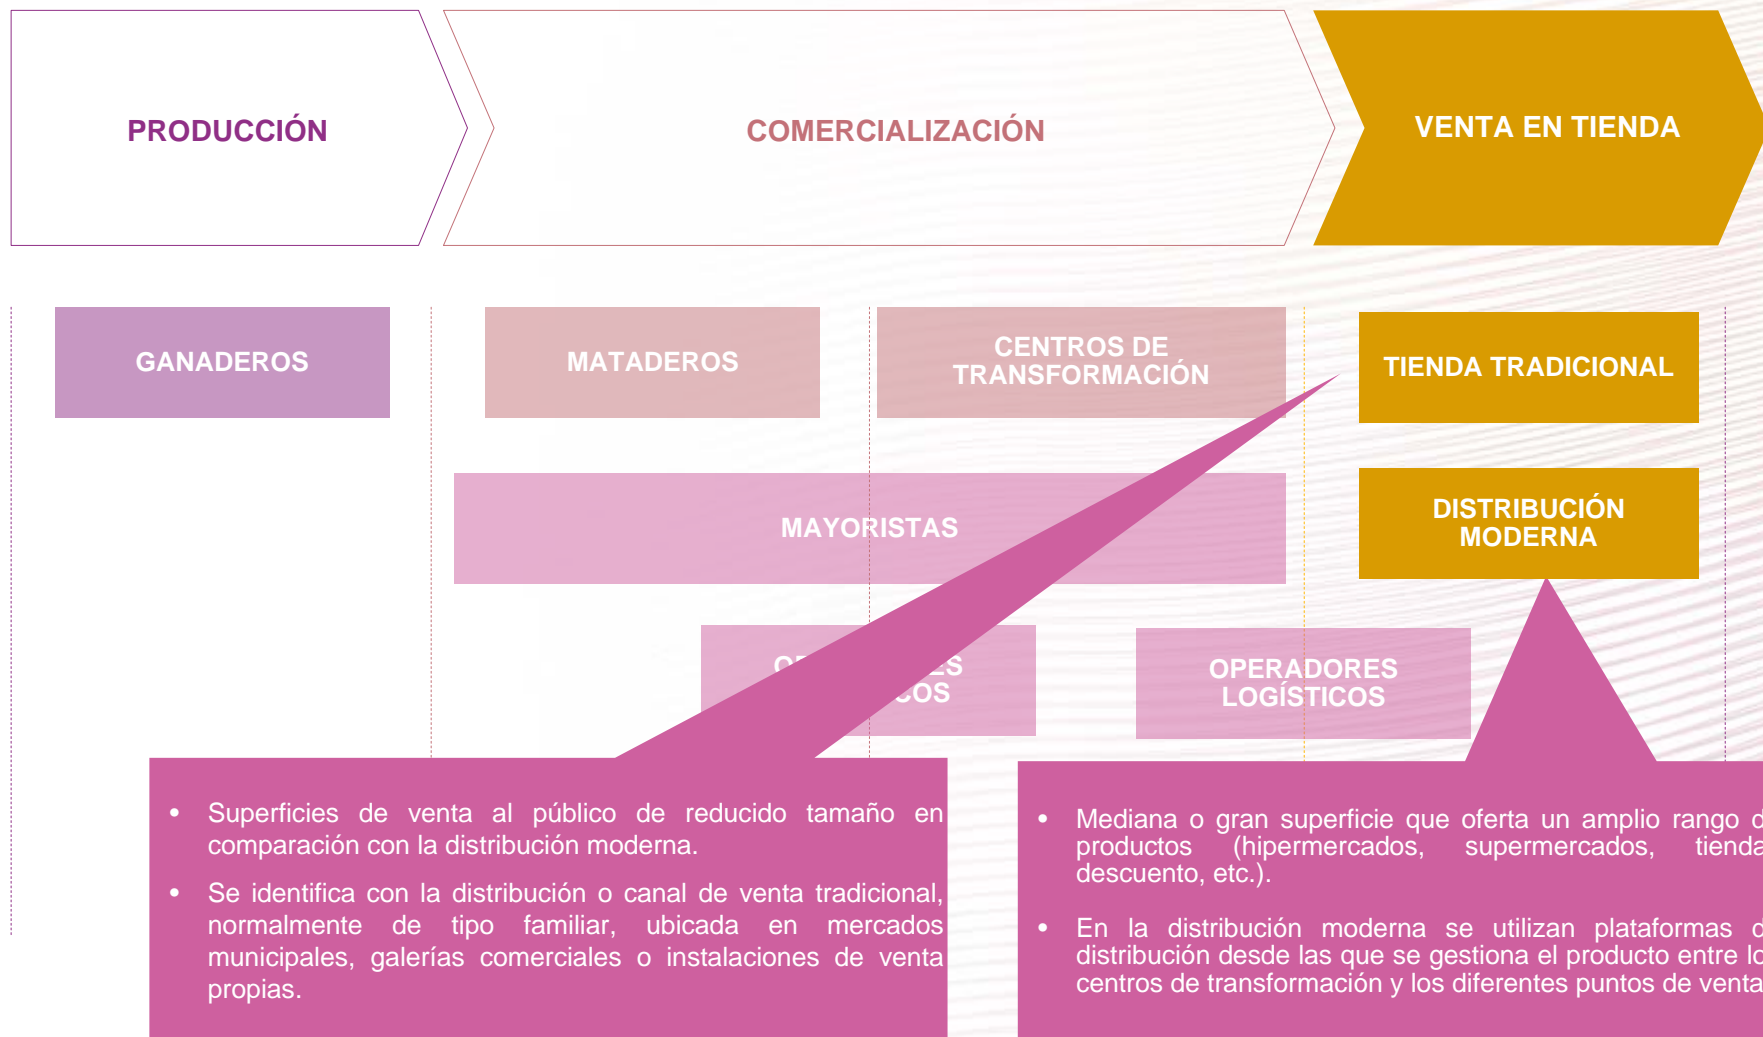 PRODUCCIÓN
COMERCIALIZACIÓN
VENTA EN TIENDA
GANADEROS
MATADEROS
CENTROS DE
TRANSFORMACIÓN
TIENDA TRADICIONAL
MAYORISTAS
DISTRIBUCIÓN
MODERNA
OPERADORES
LOGÍSTICOS
• Superficies de venta al público de reducido tamaño en
comparación con la distribución moderna.
• Se identifica con la distribución o canal de venta tradicional,
normalmente de tipo familiar, ubicada en mercados
municipales, galerías comerciales o instalaciones de venta
propias.
• Mediana o gran superficie que oferta un amplio rango
productos (hipermercados, supermercados,
descuento, etc.).
• En la distribución moderna se utilizan plataformas
distribución desde las que se gestiona el producto entre
centros de transformación y los diferentes puntos de venta